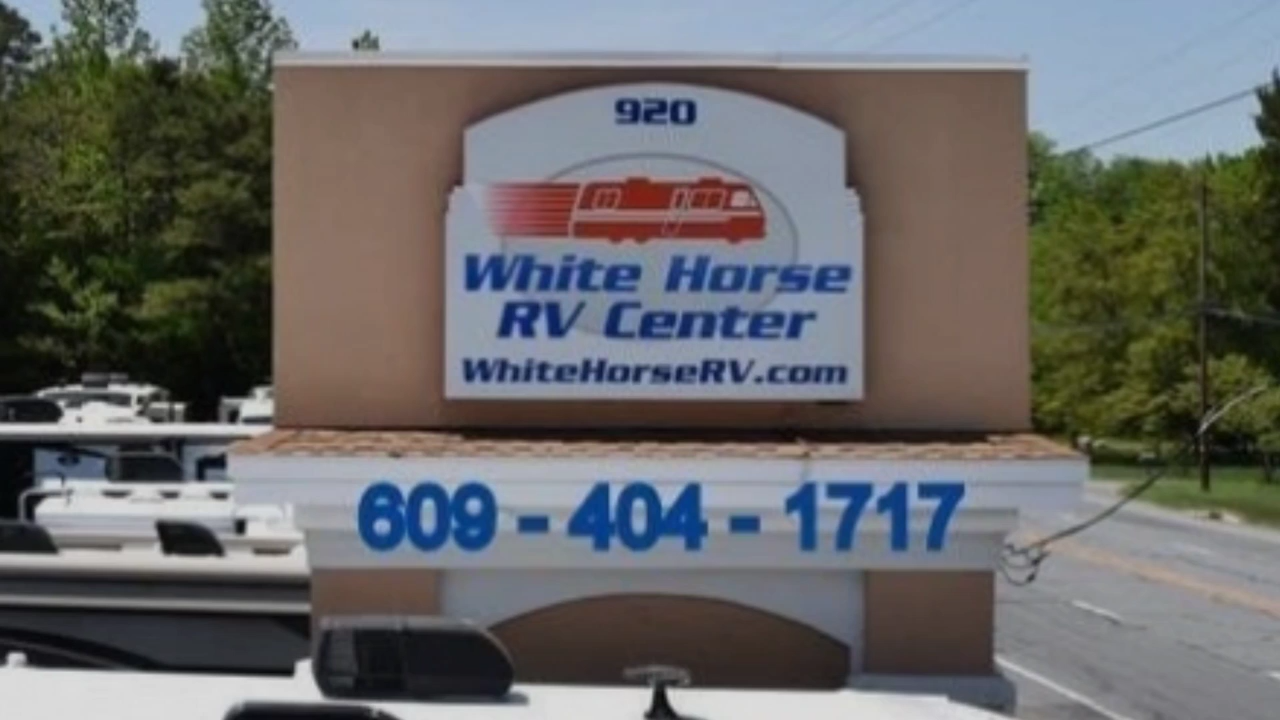 920
White Horse
RV Center
WhiteHorseRV.com
609 - 404 - 1717